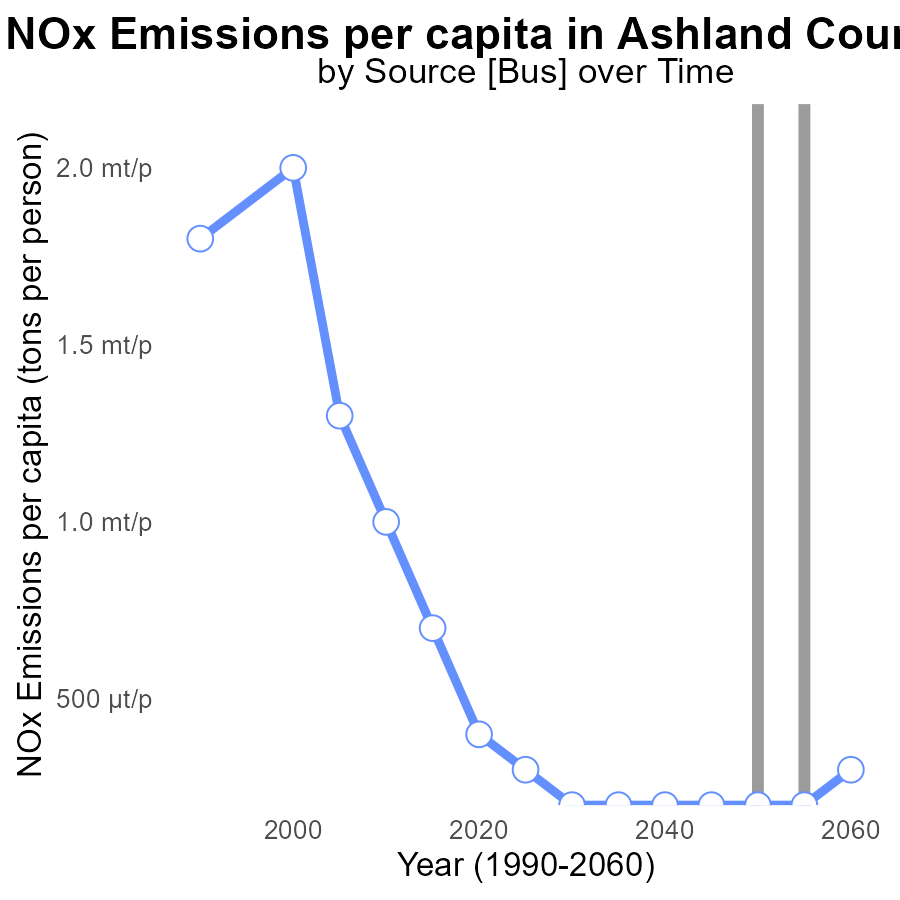 NOx Emissions per capita in Ashland Cour
by Source [Bus] over Time
NOx Emissions per capita (tons per person)
2.0 mt/p
1.5 mt/p
1.0 mt/p
500 µt/p
2000 2020 2040 2060
Year (1990-2060)